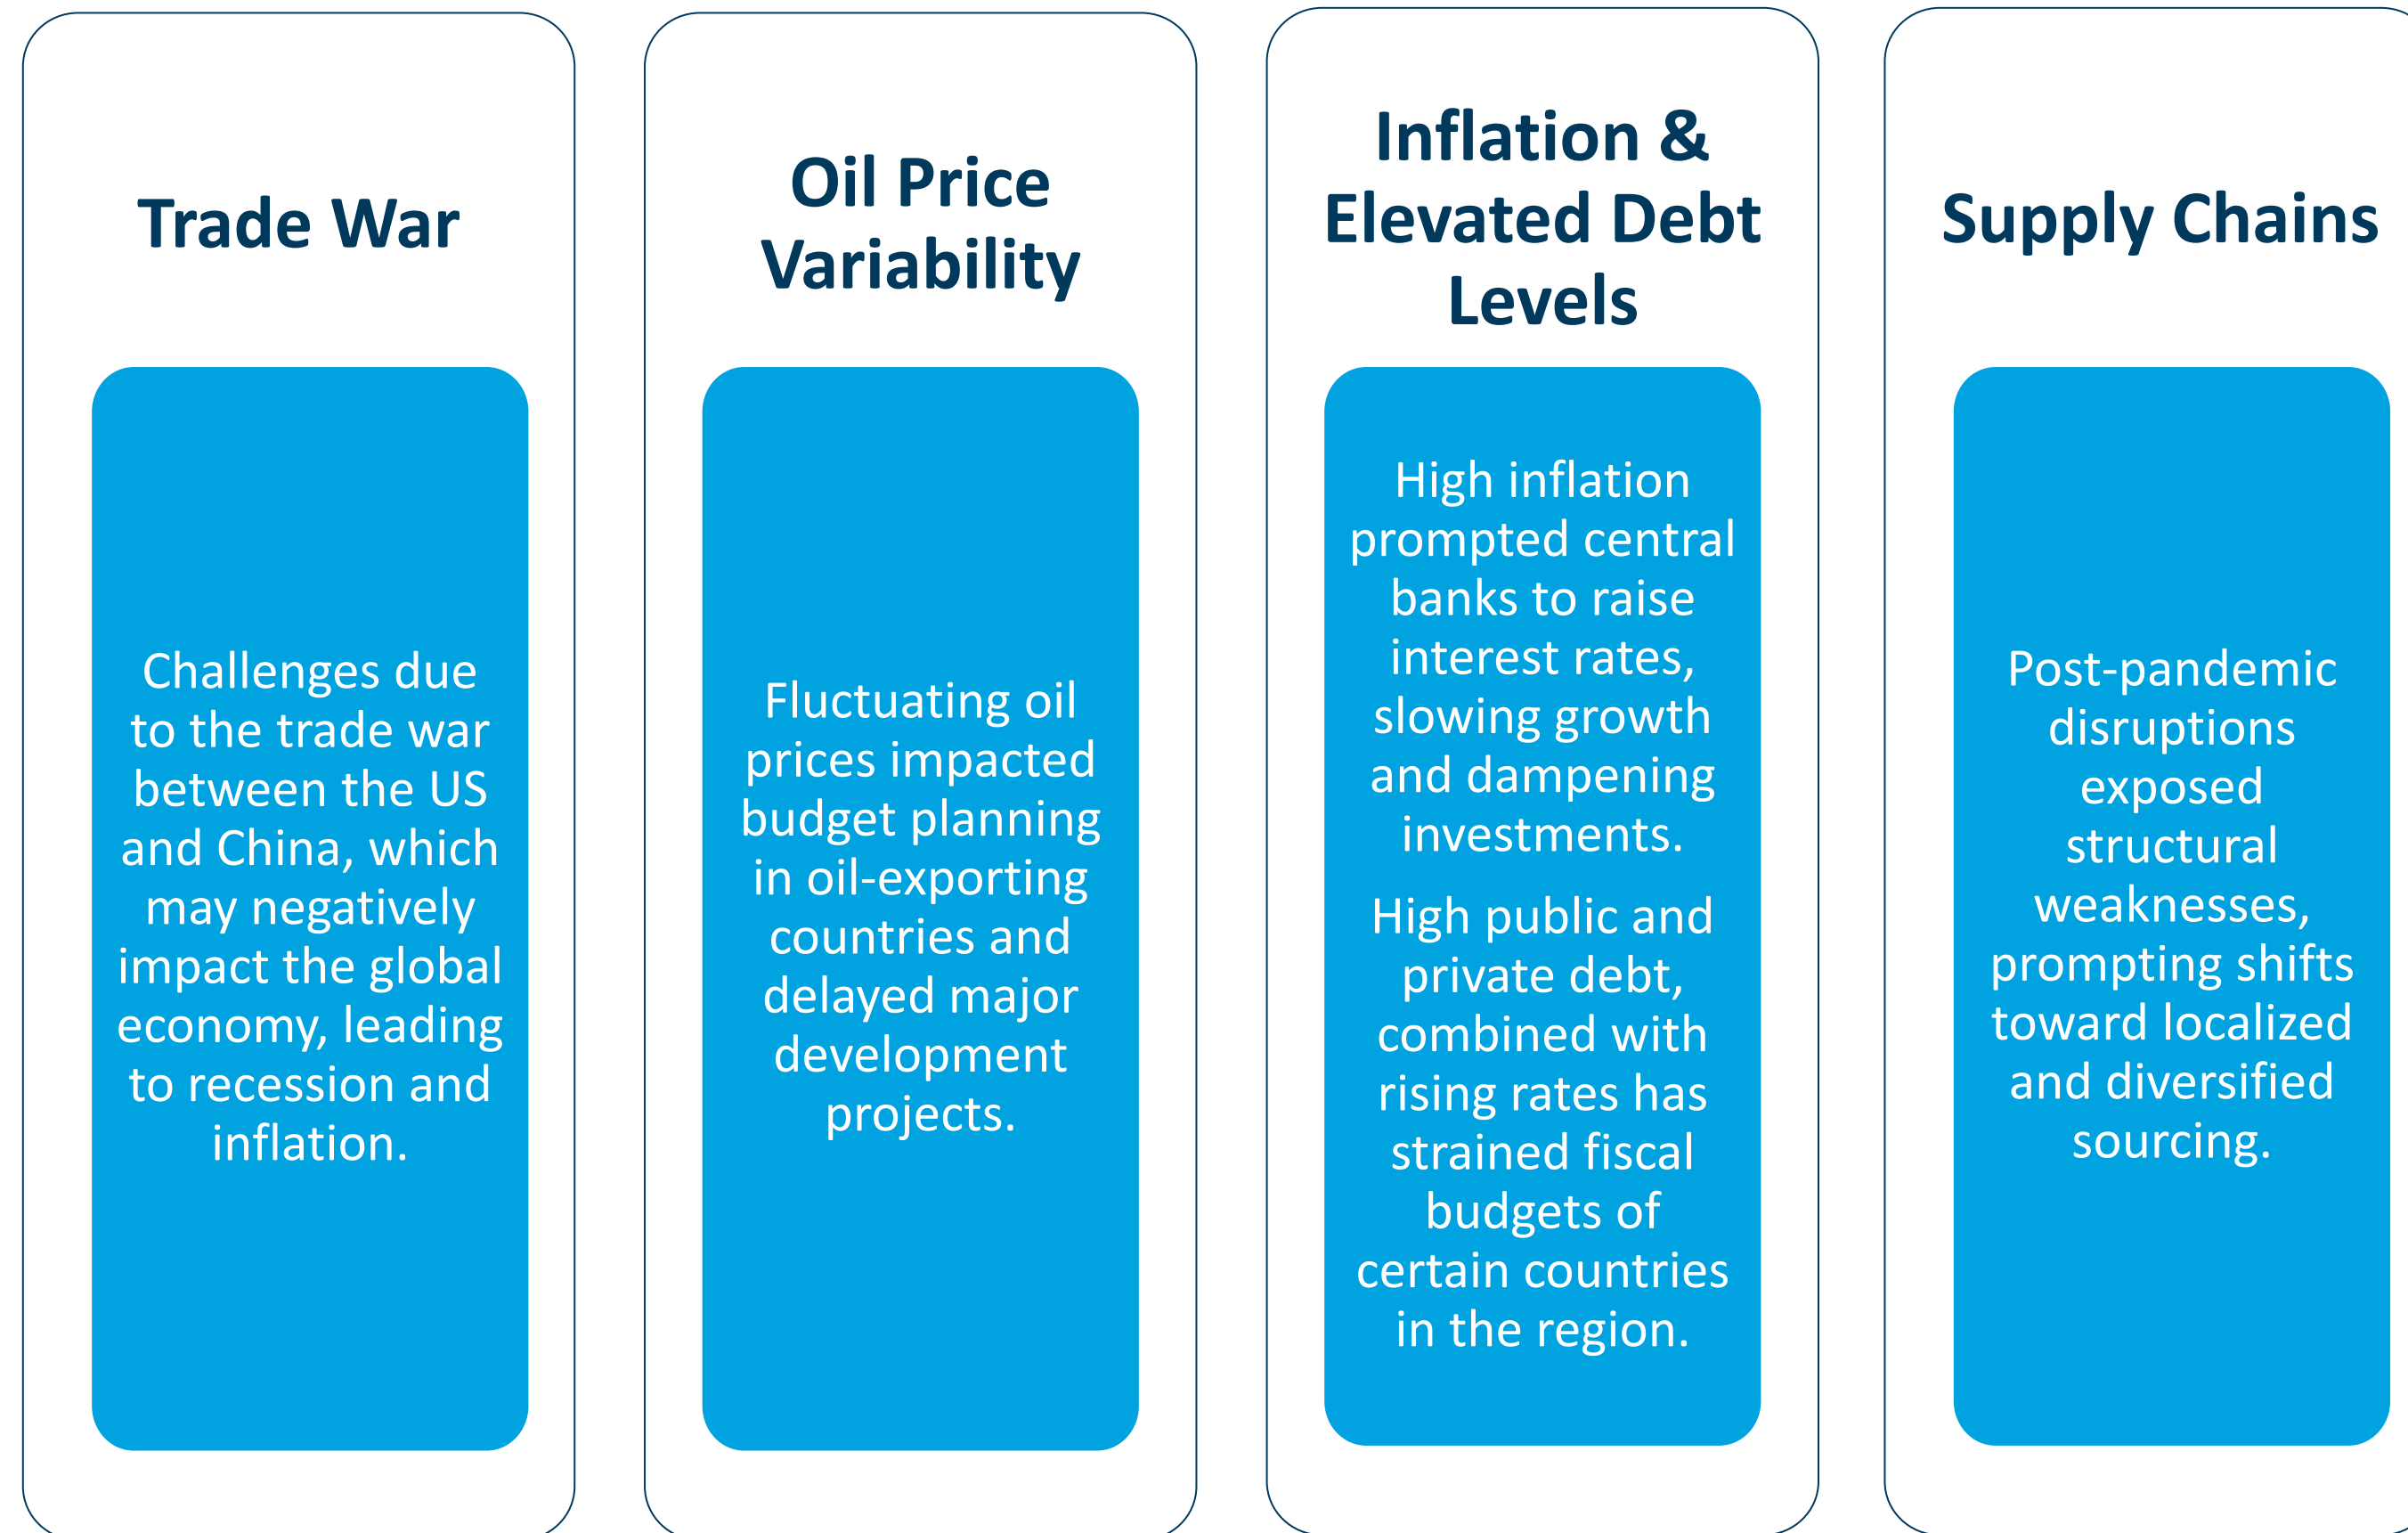 Trade War
Challenges due
to the trade war
between the US
and China, which
may negatively
impact the global
economy, leading
to recession and
inflation.
Oil Price
Variability
Fluctuating oil
prices impacted
budget planning
in oil-exporting
countries and
delayed major
development
projects.
Inflation &
Elevated Debt
Levels
High inflation
prompted central
banks to raise
interest rates,
slowing growth
and dampening
investments.
High public and
private debt,
combined with
rising rates has
strained fiscal
budgets of
certain countries
in the region.
Supply Chains
Post-pandemic
disruptions
exposed
structural
weaknesses,
prompting shifts
toward localized
and diversified
sourcing.